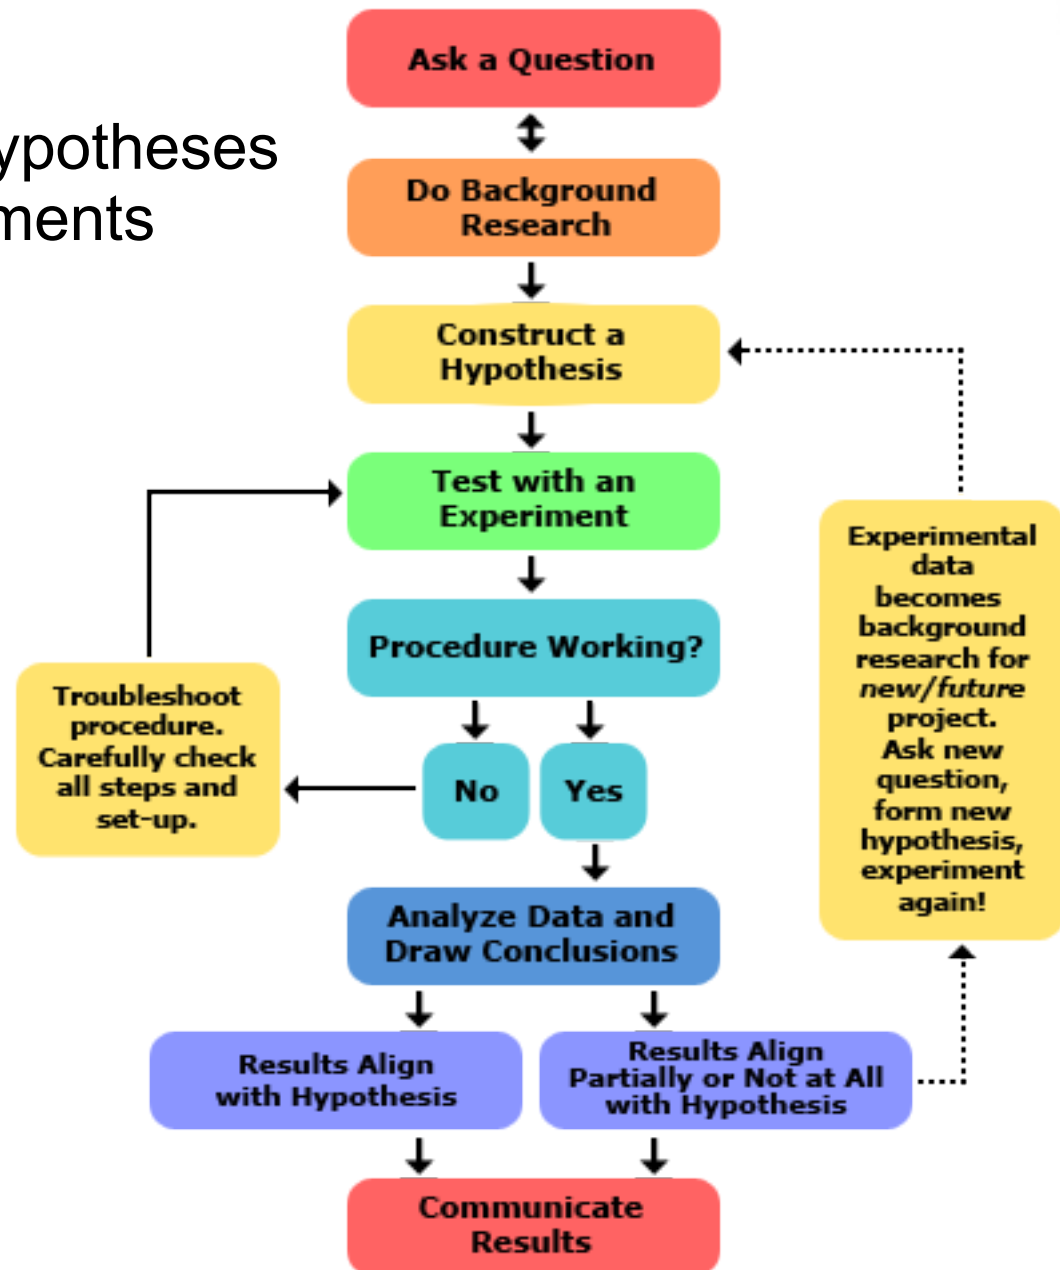 Ask a Question
ypotheses
ments
Do Background
Research
Construct a
Hypothesis
Test with an
Experiment
Procedure Working?
Troubleshoot
procedure.
Carefully check
all steps and
set-up.
No
Yes
Experimental
data
becomes
background
research for
new/future
project.
Ask new
question,
form new
hypothesis,
experiment
again!
Analyze Data and
Draw Conclusions
Results Align
with Hypothesis
Results Align
Partially or Not at All
with Hypothesis
Communicate
Results